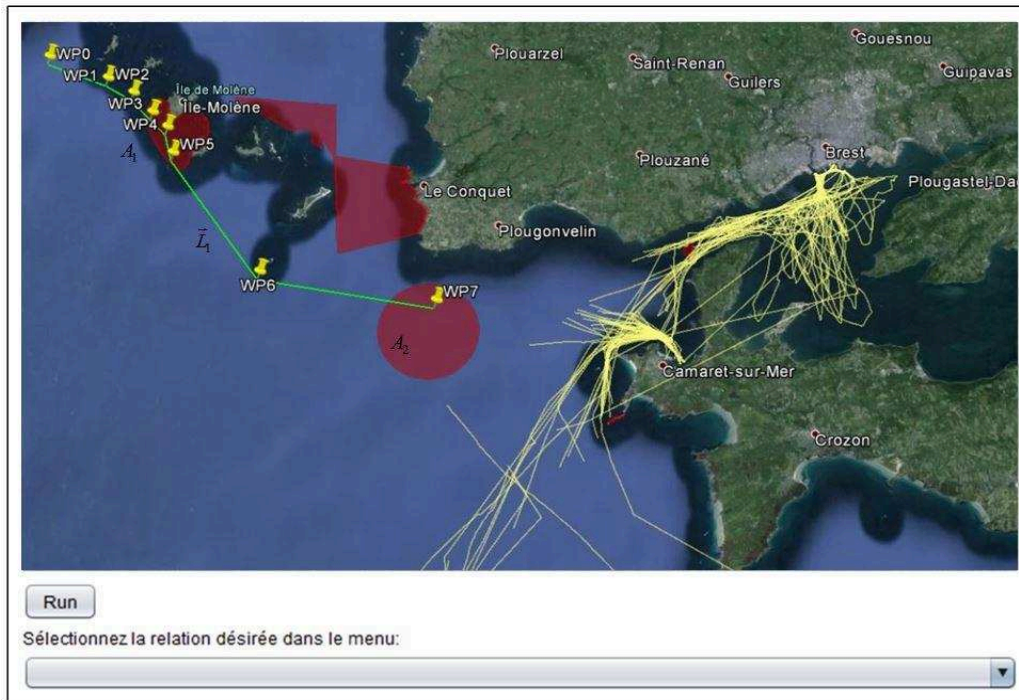 Gouesnou
Plouarzel
Saint-Renan
Guilers
Guipavas
WP0
WP1
WP2
Île de Molène
Île-Molène
WP3
WP4
WP5
A₁
Brest
Plouzané
Plougastel-Dao
Le Conquet
Plougonvelin
L⃗₁
WP6
WP7
A₂
Camaret-sur-Mer
Crozon
Run
Sélectionnez la relation désirée dans le menu: